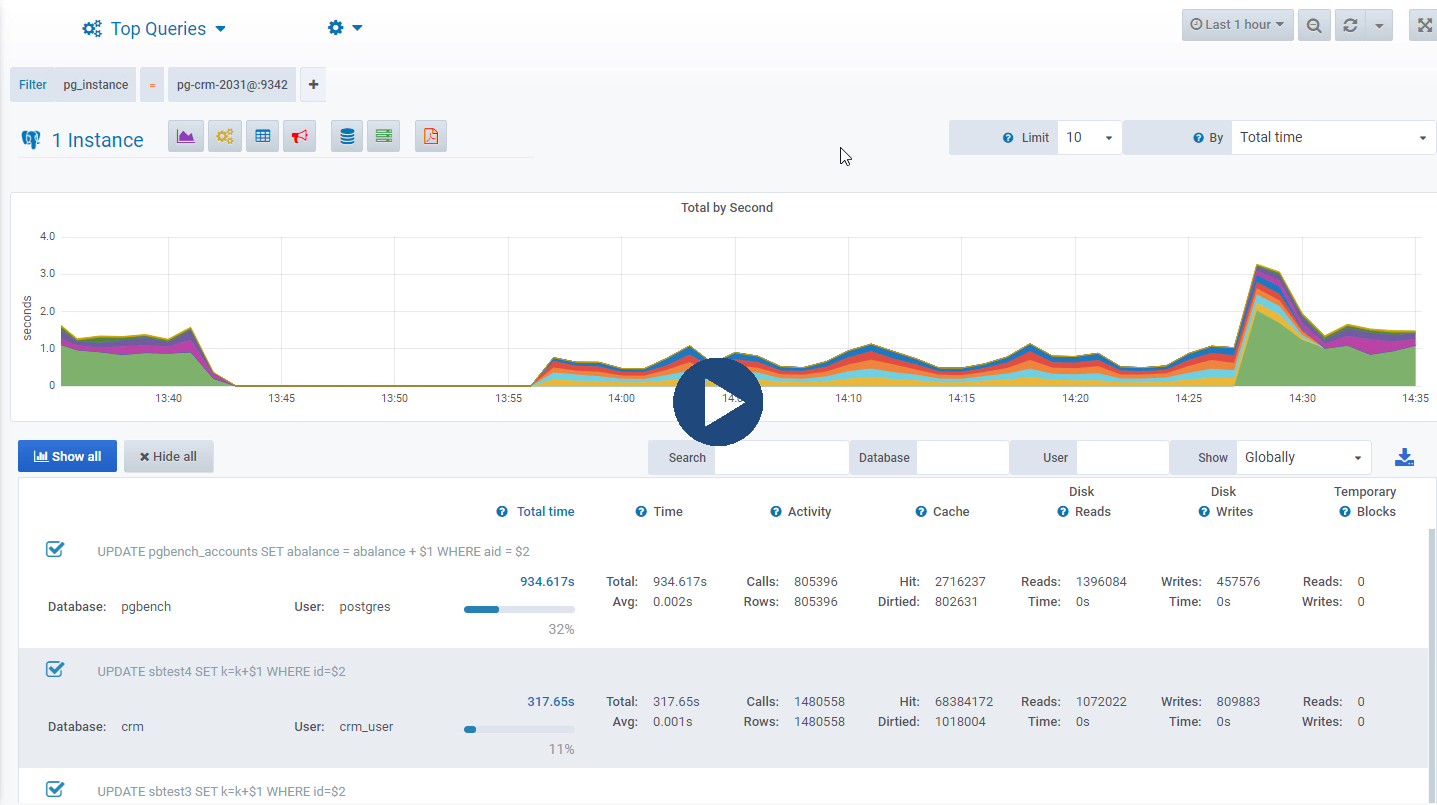 Top Queries
Last 1 hour
Filter pg_instance = pg-crm-2031@:9342 +
1 Instance
Limit 10 By Total time
Total by Second
4.0
3.0
2.0
1.0
0
seconds
13:40 13:45 13:50 13:55 14:00 14:10 14:15 14:20 14:25 14:30 14:35
Show all Hide all Search Database User Show Globally
Total time Time Activity Cache Disk Reads Disk Writes Temporary Blocks
UPDATE pgbench_accounts SET abalance = abalance + $1 WHERE aid = $2
934.617s Total: 934.617s Calls: 805396 Hit: 2716237 Reads: 1396084 Writes: 457576 Reads: 0
Database: pgbench User: postgres Avg: 0.002s Rows: 805396 Dirtied: 802631 Time: 0s Time: 0s Writes: 0
32%
UPDATE sbtest4 SET k=k+$1 WHERE id=$2
317.65s Total: 317.65s Calls: 1480558 Hit: 68384172 Reads: 1072022 Writes: 809883 Reads: 0
Database: crm User: crm_user Avg: 0.001s Rows: 1480558 Dirtied: 1018004 Time: 0s Time: 0s Writes: 0
11%
UPDATE sbtest3 SET k=k+$1 WHERE id=$2